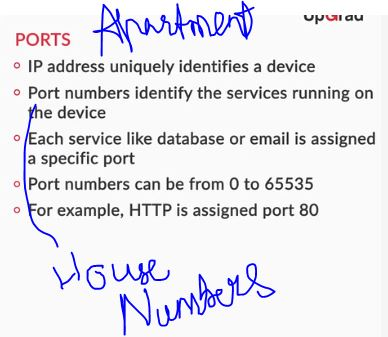 Apartment
upGrad
PORTS
IP address uniquely identifies a device
Port numbers identify the services running on
the device
Each service like database or email is assigned
a specific port
Port numbers can be from 0 to 65535
For example, HTTP is assigned port 80
House
Numbers